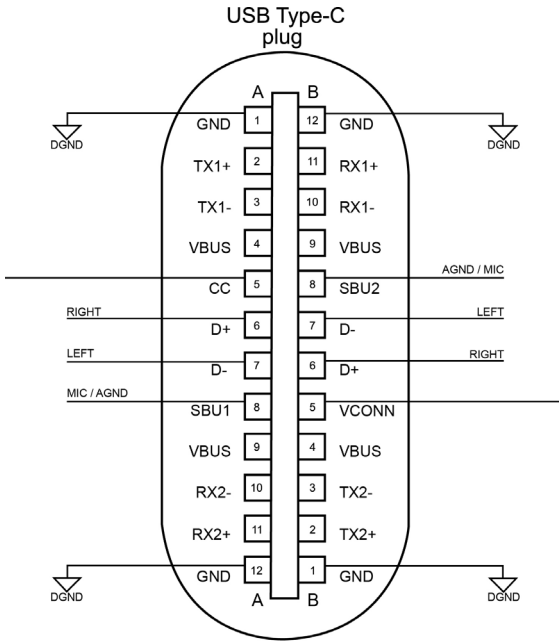 USB Type-C
plug
A B
GND 1 12 GND
DGND DGND
TX1+ 2 11 RX1+
TX1- 3 10 RX1-
VBUS 4 9 VBUS
AGND / MIC
CC 5 8 SBU2
RIGHT LEFT
D+ 6 7 D-
LEFT RIGHT
D- 7 6 D+
MIC / AGND
SBU1 8 5 VCONN
VBUS 9 4 VBUS
RX2- 10 3 TX2-
RX2+ 11 2 TX2+
GND 12 1 GND
DGND DGND
A B